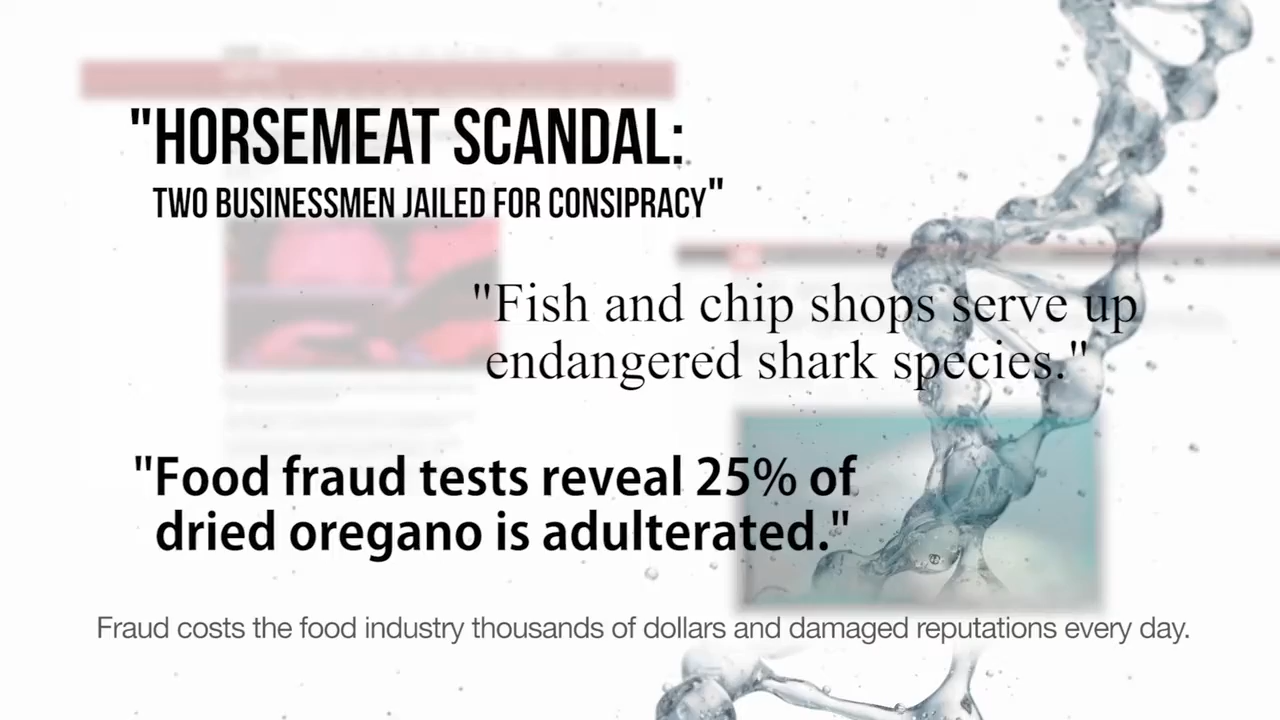 "HORSEMEAT SCANDAL:
TWO BUSINESSMEN JAILED FOR CONSIPRACY"
"Fish and chip shops serve up
endangered shark species."
"Food fraud tests reveal 25% of
dried oregano is adulterated."
Fraud costs the food industry thousands of dollars and damaged reputations every day.